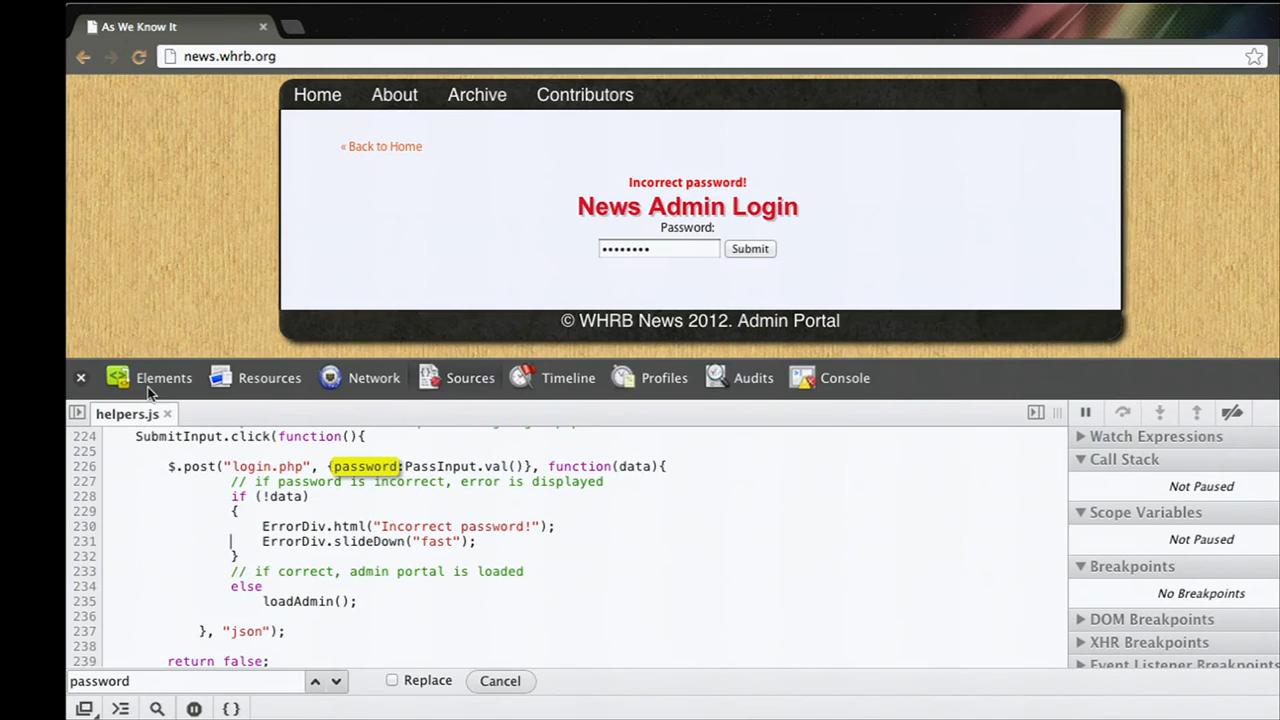 As We Know It ×
news.whrb.org
Home About Archive Contributors
« Back to Home
Incorrect password!
News Admin Login
Password:
•••••••• Submit
© WHRB News 2012. Admin Portal
× Elements Resources Network Sources Timeline Profiles Audits Console
helpers.js ×
224 SubmitInput.click(function(){
225
226 $.post("login.php", {password:PassInput.val()}, function(data){
227 // if password is incorrect, error is displayed
228 if (!data)
229 {
230 ErrorDiv.html("Incorrect password!");
231 ErrorDiv.slideDown("fast");
232 }
233 // if correct, admin portal is loaded
234 else
235 loadAdmin();
236
237 }, "json");
238
239 return false;
Watch Expressions
Call Stack
Not Paused
Scope Variables
Not Paused
Breakpoints
No Breakpoints
DOM Breakpoints
XHR Breakpoints
Event Listener Breakpoints
password Replace Cancel
{ }